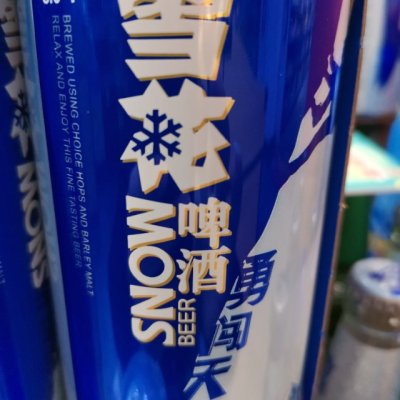 雪花
SNOW
啤酒
BEER
勇闯天
BREWED USING CHOICE HOPS AND BARLEY MALT
RELAX AND ENJOY THIS FINE TASTING BEER
SNOW